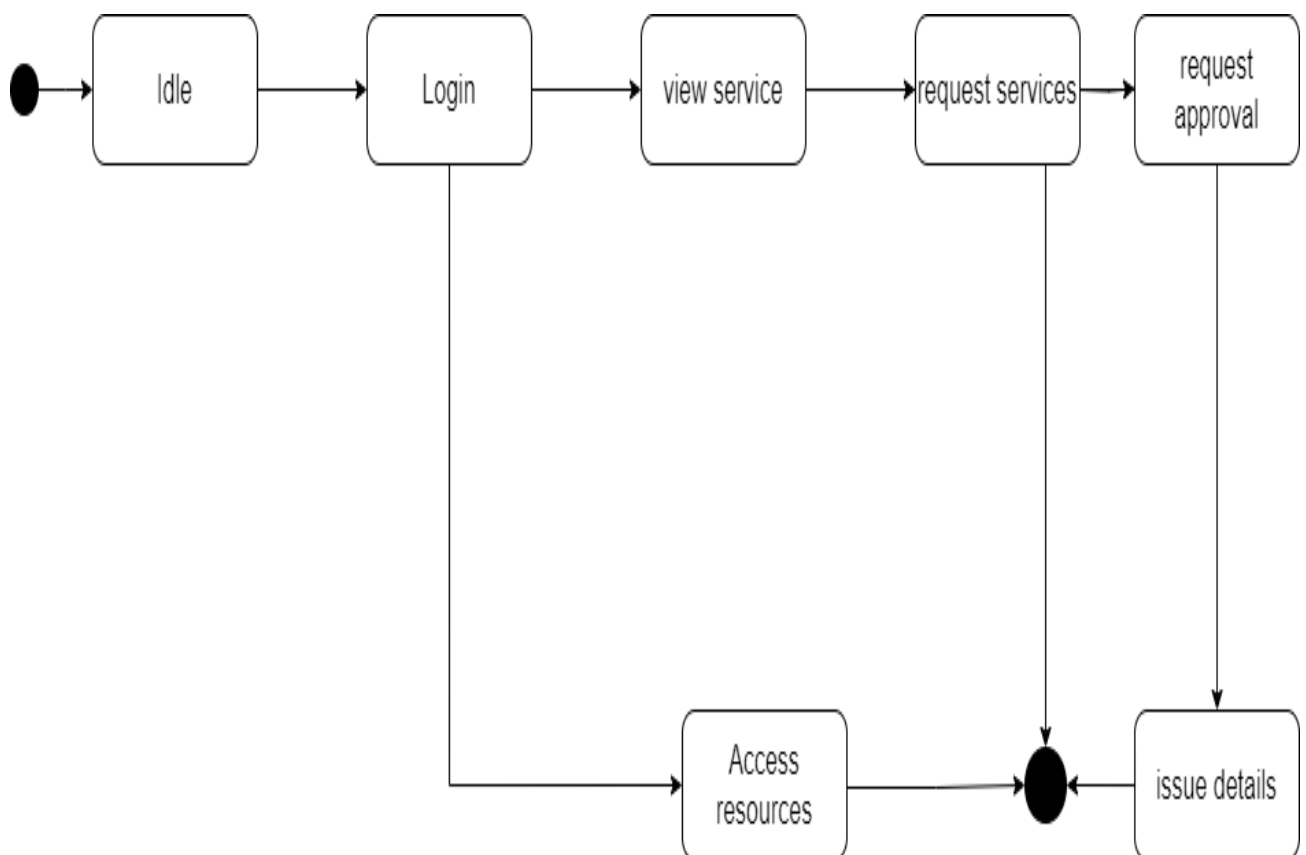 Idle
Login
view service
request services
request
approval
Access
resources
issue details